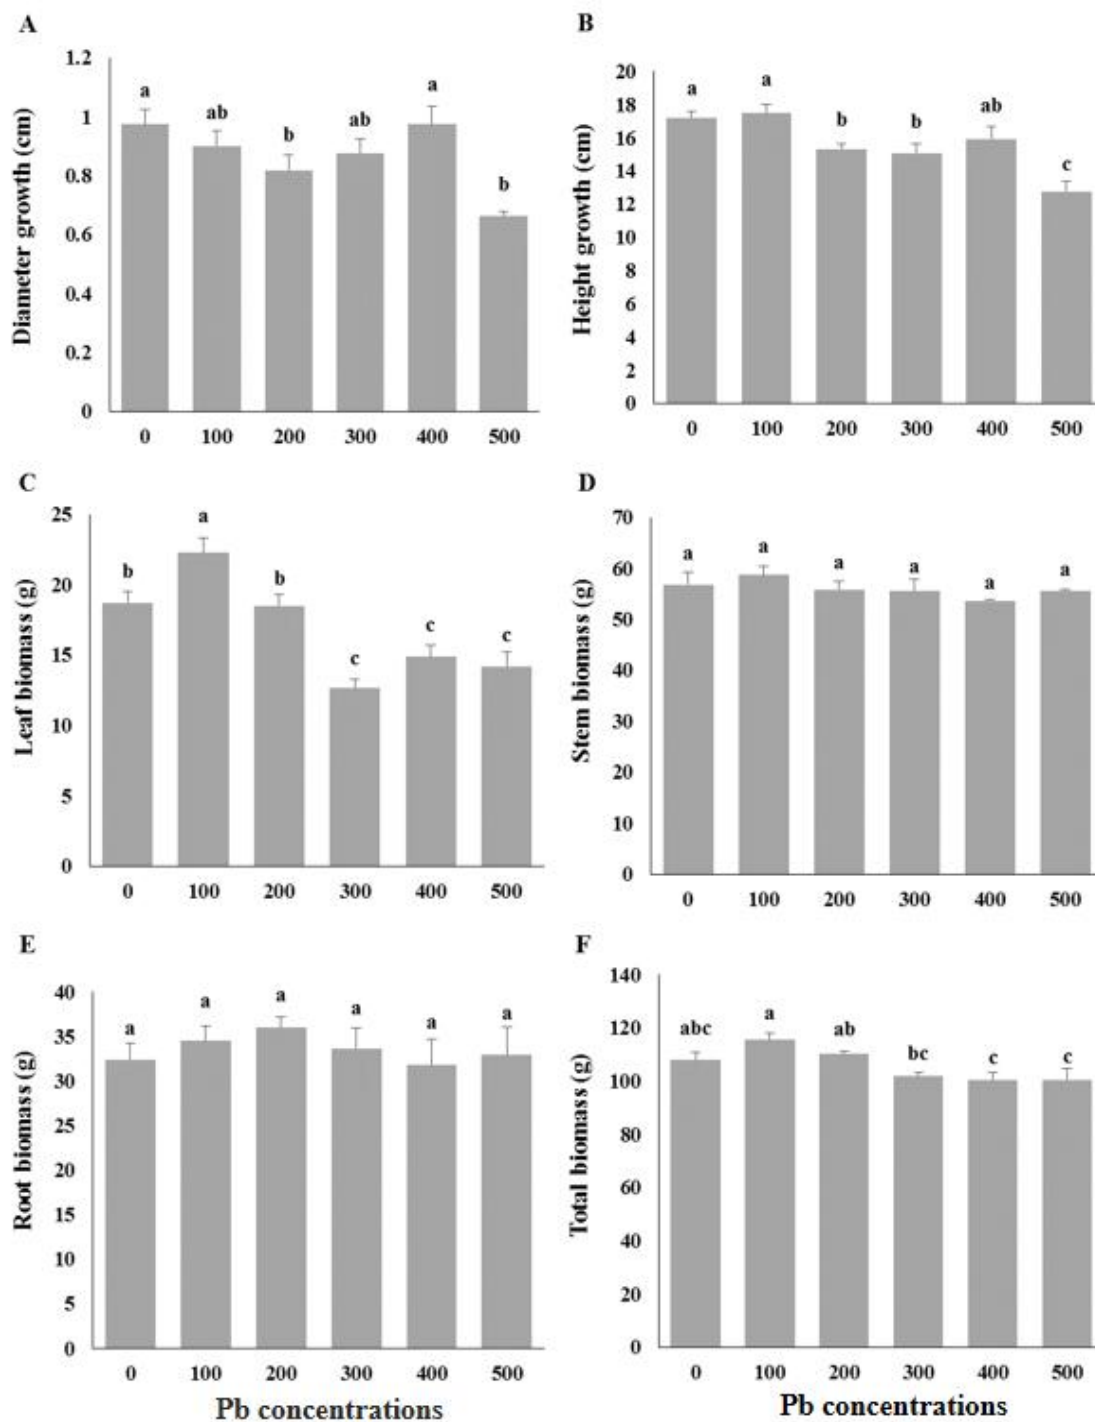 A
Diameter growth (cm)
1.2
1
0.8
0.6
0.4
0.2
0
a ab b ab a b
0 100 200 300 400 500
B
Height growth (cm)
20
18
16
14
12
10
8
6
4
2
0
a a b b ab c
0 100 200 300 400 500
C
Leaf biomass (g)
25
20
15
10
5
0
b a b c c c
0 100 200 300 400 500
D
Stem biomass (g)
70
60
50
40
30
20
10
0
a a a a a a
0 100 200 300 400 500
E
Root biomass (g)
40
35
30
25
20
15
10
5
0
a a a a a a
0 100 200 300 400 500
Pb concentrations
F
Total biomass (g)
140
120
100
80
60
40
20
0
abc a ab bc c c
0 100 200 300 400 500
Pb concentrations